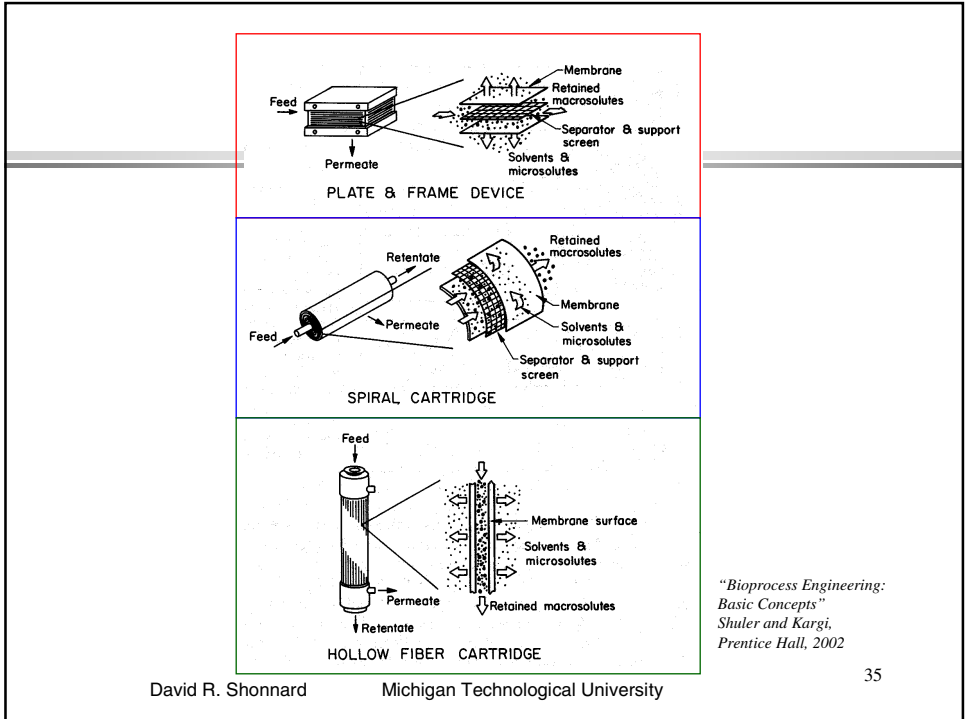 Feed
Permeate
Membrane
Retained
macrosolutes
Separator & support
screen
Solvents &
microsolutes
PLATE & FRAME DEVICE
Retentate
Feed
Permeate
Retained
macrosolutes
Membrane
Solvents &
microsolutes
Separator & support
screen
SPIRAL CARTRIDGE
Feed
Permeate
Retentate
Membrane surface
Solvents &
microsolutes
Retained macrosolutes
HOLLOW FIBER CARTRIDGE
"Bioprocess Engineering:
Basic Concepts"
Shuler and Kargi,
Prentice Hall, 2002
David R. Shonnard Michigan Technological University
35